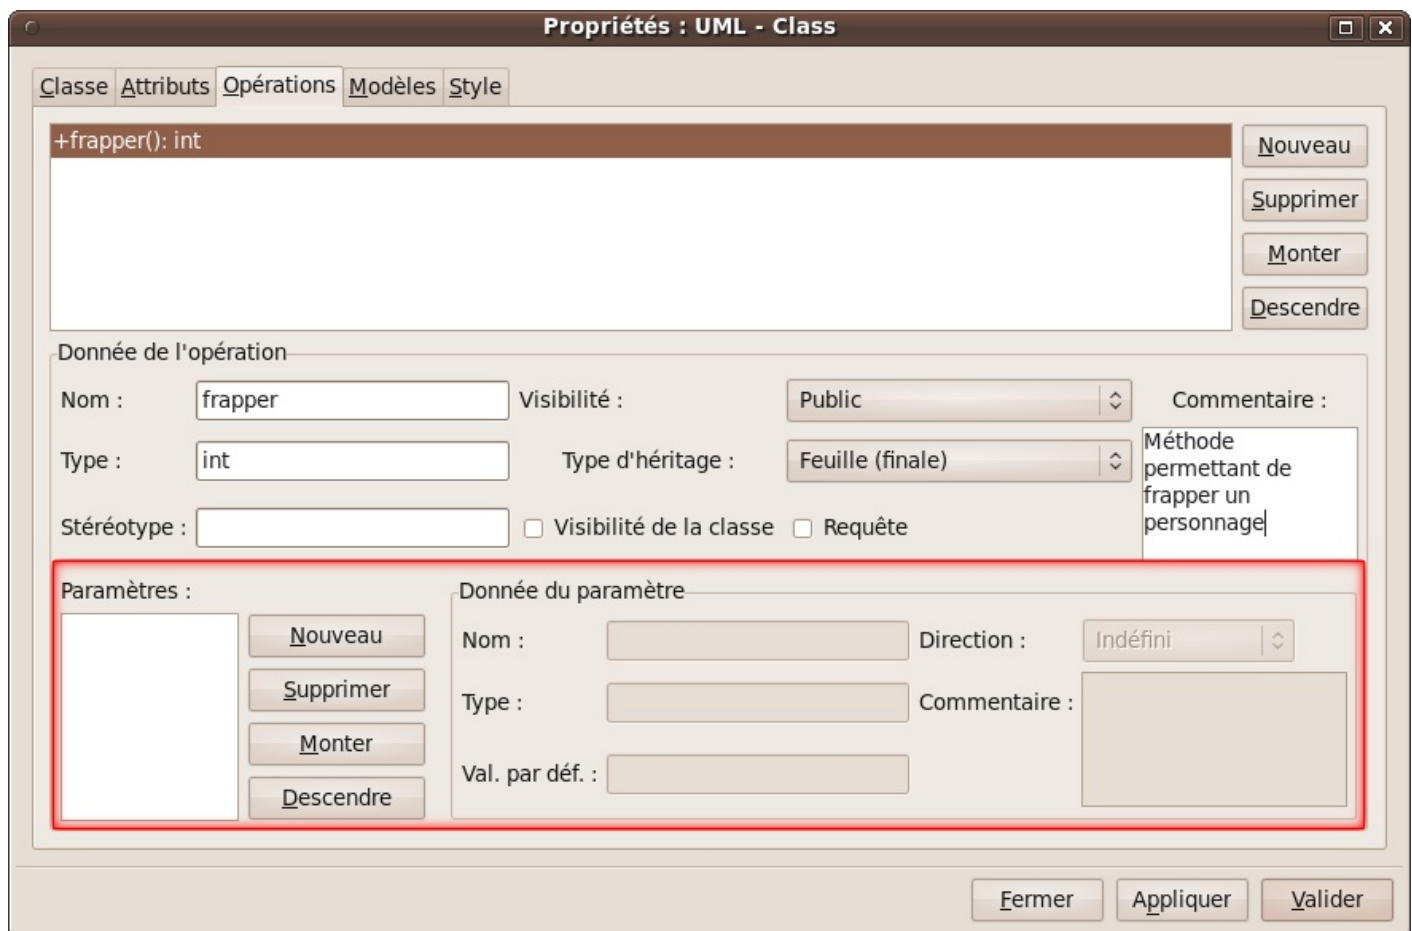 Propriétés : UML - Class
Classe Attributs Opérations Modèles Style
+frapper(): int
Nouveau
Supprimer
Monter
Descendre
Donnée de l'opération
Nom : frapper Visibilité : Public Commentaire :
Type : int Type d'héritage : Feuille (finale)
Méthode
permettant de
frapper un
personnage
Stéréotype : Visibilité de la classe Requête
Paramètres :
Nouveau
Supprimer
Monter
Descendre
Donnée du paramètre
Nom : Direction : Indéfini
Type : Commentaire :
Val. par déf. :
Fermer Appliquer Valider